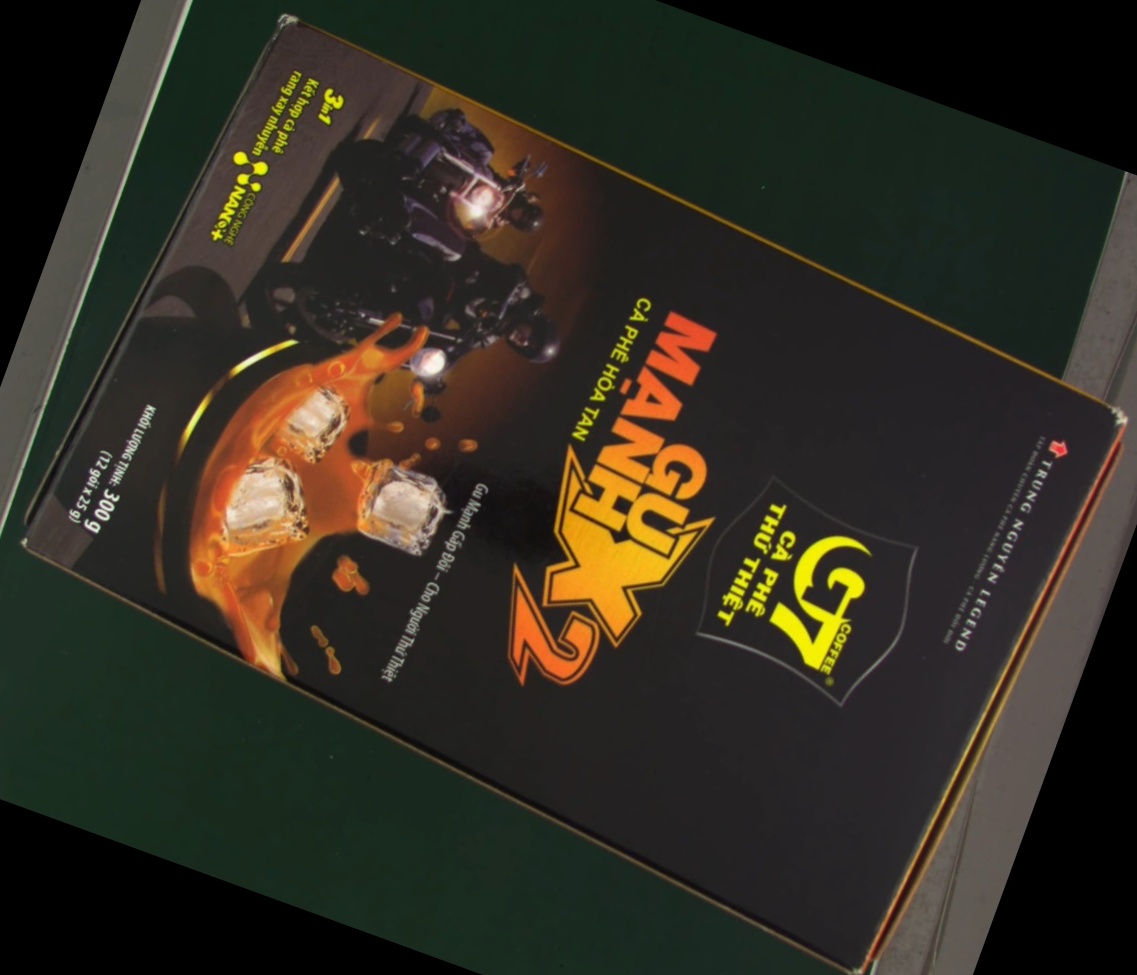 TRUNG NGUYÊN LEGEND
G7
COFFEE®
CÀ PHÊ
THỨ THIỆT
GU
MẠNH X2
CÀ PHÊ HÒA TAN
Gu Mạnh Gấp Đôi – Cho Người Thứ Thiệt
3in1
Kết hợp cà phê
rang xay nhuyễn
CÔNG NGHỆ
NANO+
KHỐI LƯỢNG TỊNH: 300 g
(12 gói x 25 g)